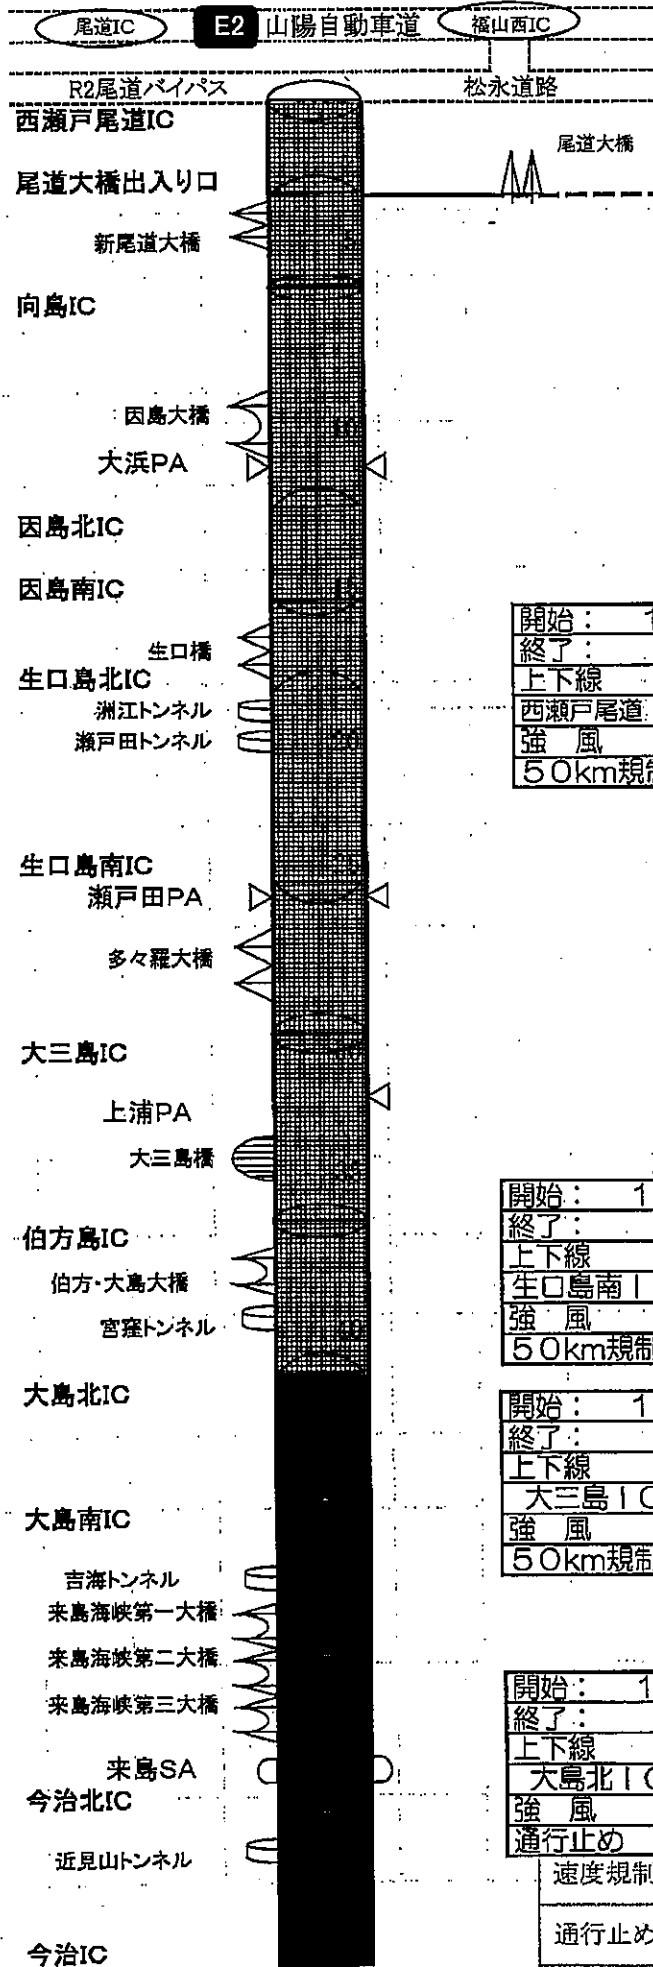 尾道IC E2 山陽自動車道 福山西IC
R2尾道バイパス 松永道路
西瀬戸尾道IC
尾道大橋
尾道大橋出入り口
新尾道大橋
向島IC
因島大橋
大浜PA
因島北IC
因島南IC
開始： 1
終了：
上下線
西瀬戸尾道
強 風
50km規制
生口橋
生口島北IC
洲江トンネル
瀬戸田トンネル
生口島南IC
瀬戸田PA
多々羅大橋
大三島IC
上浦PA
大三島橋
開始： 1
終了：
上下線
生口島南I
強 風
50km規制
伯方島IC
伯方・大島大橋
宮窪トンネル
大島北IC
開始： 1
終了：
上下線
大三島IC
強 風
50km規制
大島南IC
吉海トンネル
来島海峡第一大橋
来島海峡第二大橋
来島海峡第三大橋
来島SA
今治北IC
開始： 1
終了：
上下線
大島北IC
強 風
通行止め
近見山トンネル
速度規制
通行止め
今治IC